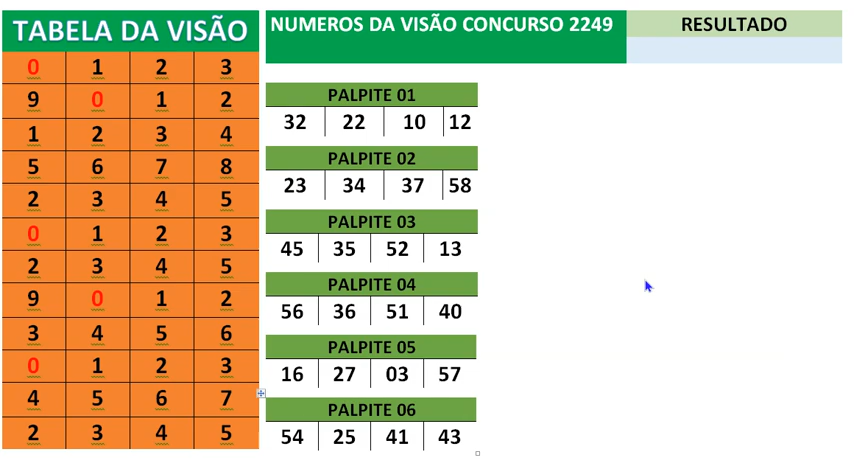 TABELA DA VISÃO
0 1 2 3
9 0 1 2
1 2 3 4
5 6 7 8
2 3 4 5
0 1 2 3
2 3 4 5
9 0 1 2
3 4 5 6
0 1 2 3
4 5 6 7
2 3 4 5
NUMEROS DA VISÃO CONCURSO 2249
RESULTADO
PALPITE 01
32 22 10 12
PALPITE 02
23 34 37 58
PALPITE 03
45 35 52 13
PALPITE 04
56 36 51 40
PALPITE 05
16 27 03 57
PALPITE 06
54 25 41 43